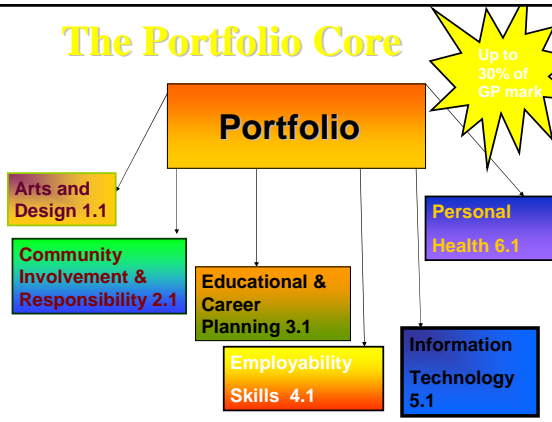 The Portfolio Core
Up to
30% of
GP mark
Portfolio
Arts and
Design 1.1
Community
Involvement &
Responsibility 2.1
Educational &
Career
Planning 3.1
Employability
Skills 4.1
Information
Technology
5.1
Personal
Health 6.1